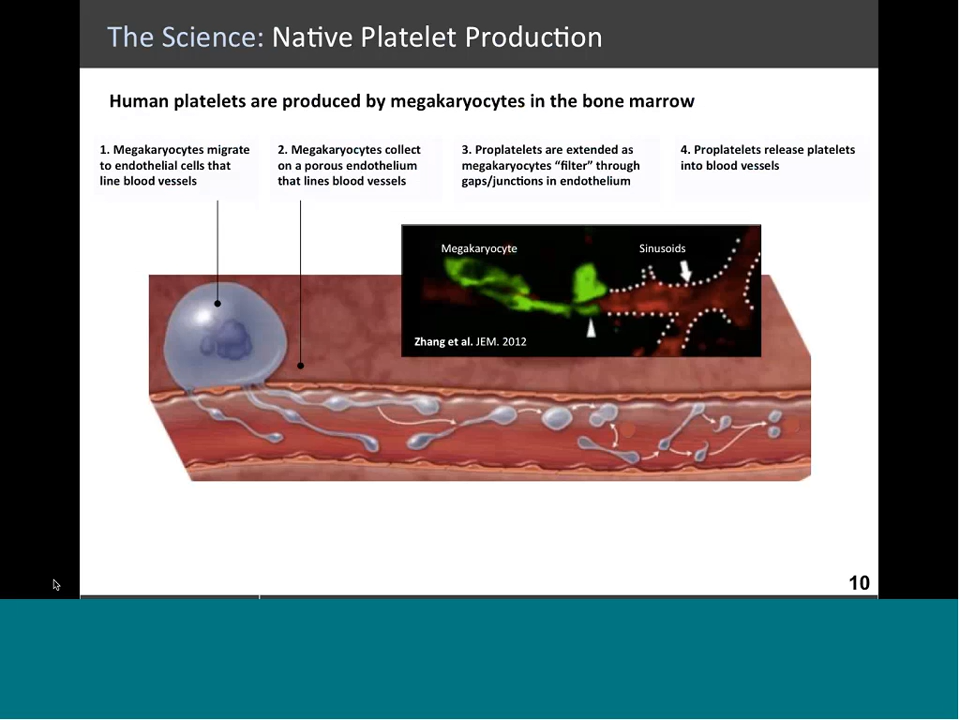 The Science: Native Platelet Production
Human platelets are produced by megakaryocytes in the bone marrow
1. Megakaryocytes migrate
to endothelial cells that
line blood vessels
2. Megakaryocytes collect
on a porous endothelium
that lines blood vessels
3. Proplatelets are extended as
megakaryocytes “filter” through
gaps/junctions in endothelium
4. Proplatelets release platelets
into blood vessels
Megakaryocyte
Sinusoids
Zhang et al. JEM. 2012
10